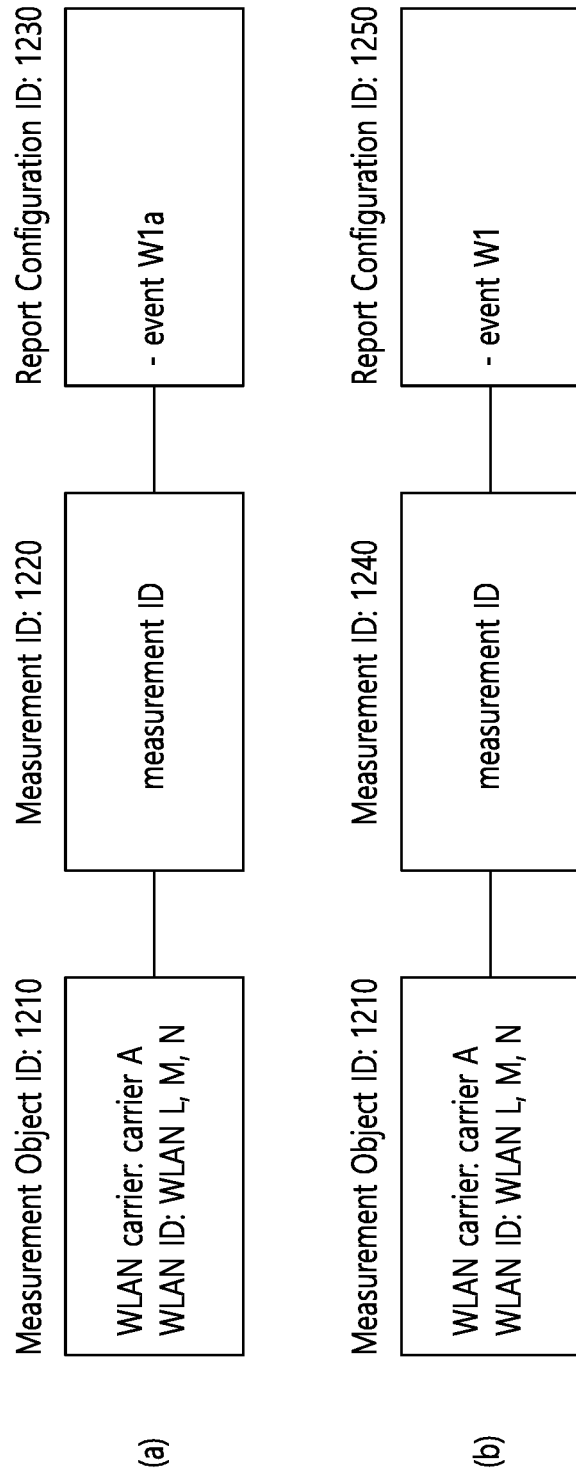 (a)
Measurement Object ID: 1210
WLAN carrier: carrier A
WLAN ID: WLAN L, M, N
Measurement ID: 1220
measurement ID
Report Configuration ID: 1230
- event W1a
(b)
Measurement Object ID: 1210
WLAN carrier: carrier A
WLAN ID: WLAN L, M, N
Measurement ID: 1240
measurement ID
Report Configuration ID: 1250
- event W1